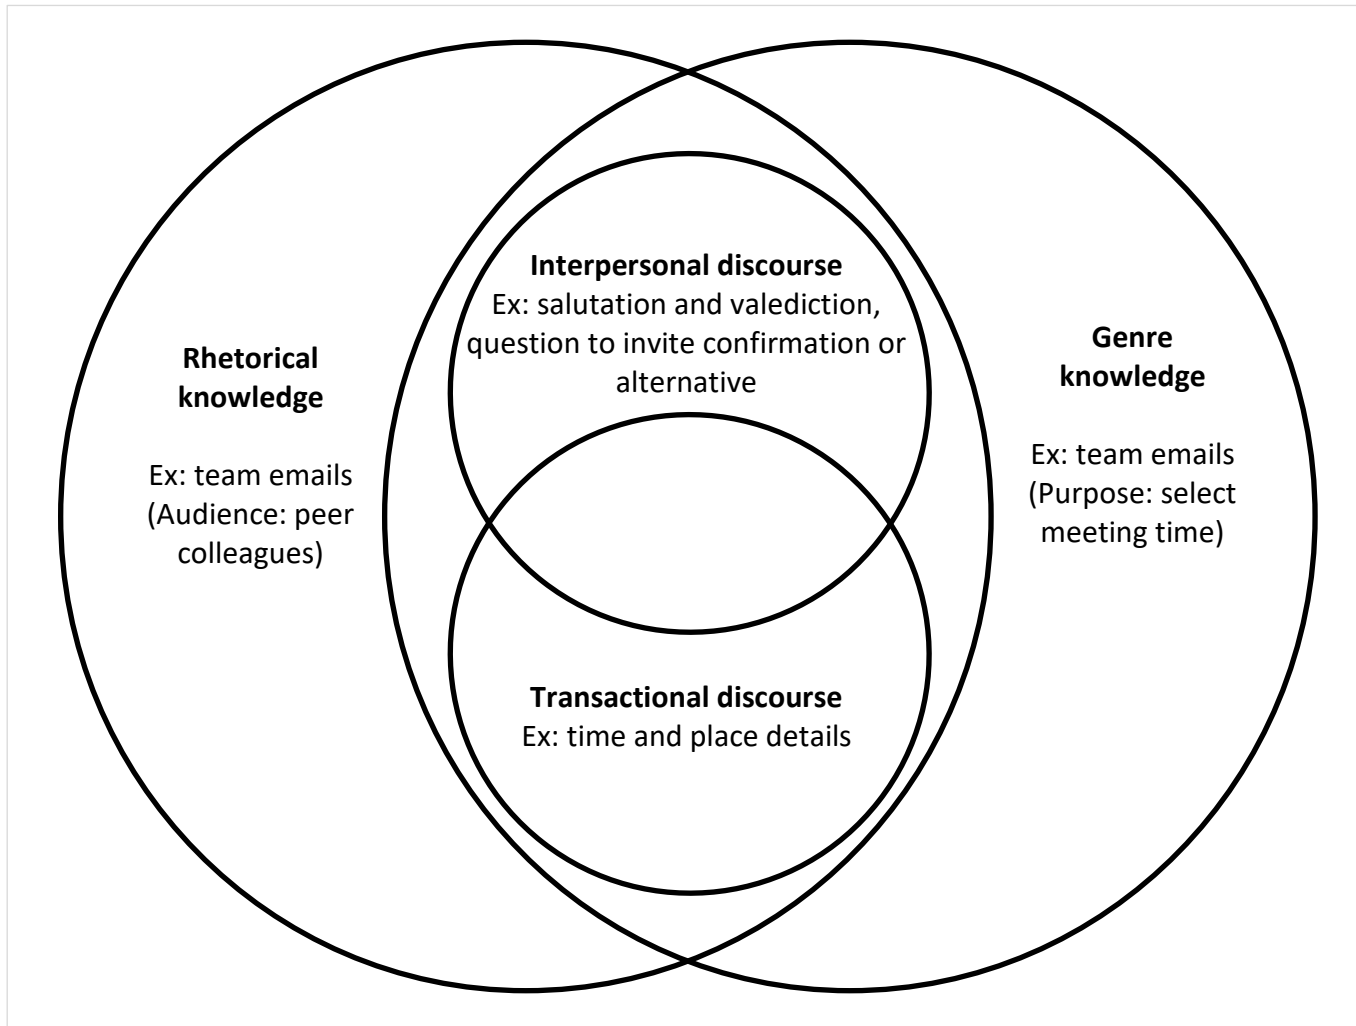 Interpersonal discourse
Ex: salutation and valediction,
question to invite confirmation or
alternative
Rhetorical
knowledge
Ex: team emails
(Audience: peer
colleagues)
Genre
knowledge
Ex: team emails
(Purpose: select
meeting time)
Transactional discourse
Ex: time and place details